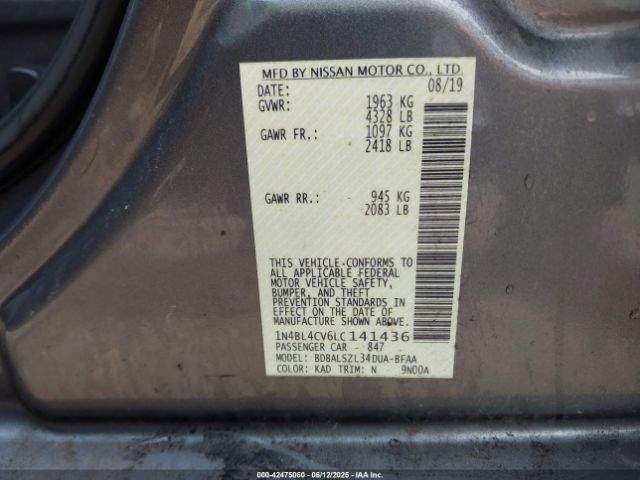 MFD BY NISSAN MOTOR CO., LTD.
DATE: 08/19
GVWR: 1963 KG
4328 LB
GAWR FR.: 1097 KG
2418 LB
GAWR RR.: 945 KG
2083 LB
THIS VEHICLE CONFORMS TO
ALL APPLICABLE FEDERAL
MOTOR VEHICLE SAFETY,
BUMPER, AND THEFT
PREVENTION STANDARDS IN
EFFECT ON THE DATE OF
MANUFACTURE SHOWN ABOVE.
1N4BL4CV6LC141436
PASSENGER CAR - 847
MODEL: BDBALSZL34DUA-BFAA
COLOR: KAD TRIM: N 9N00A
000-42475060 - 06/12/2025 - IAA Inc.